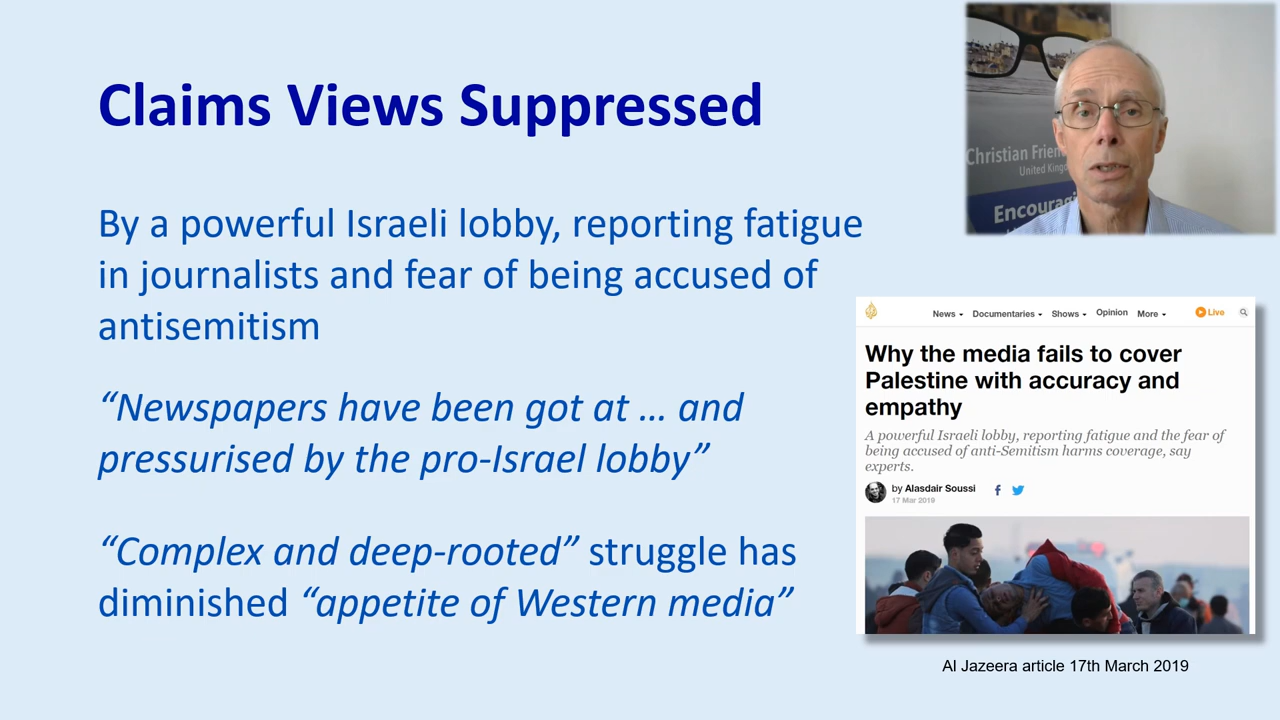 Claims Views Suppressed
By a powerful Israeli lobby, reporting fatigue
in journalists and fear of being accused of
antisemitism
“Newspapers have been got at ... and
pressurised by the pro-Israel lobby”
“Complex and deep-rooted” struggle has
diminished “appetite of Western media”
Christian
United
News Documentaries Shows Opinion More Live
Why the media fails to cover
Palestine with accuracy and
empathy
A powerful Israeli lobby, reporting fatigue and the fear of
being accused of anti-Semitism harms coverage, say
experts.
by Alasdair Soussi
17 Mar 2019
Al Jazeera article 17th March 2019